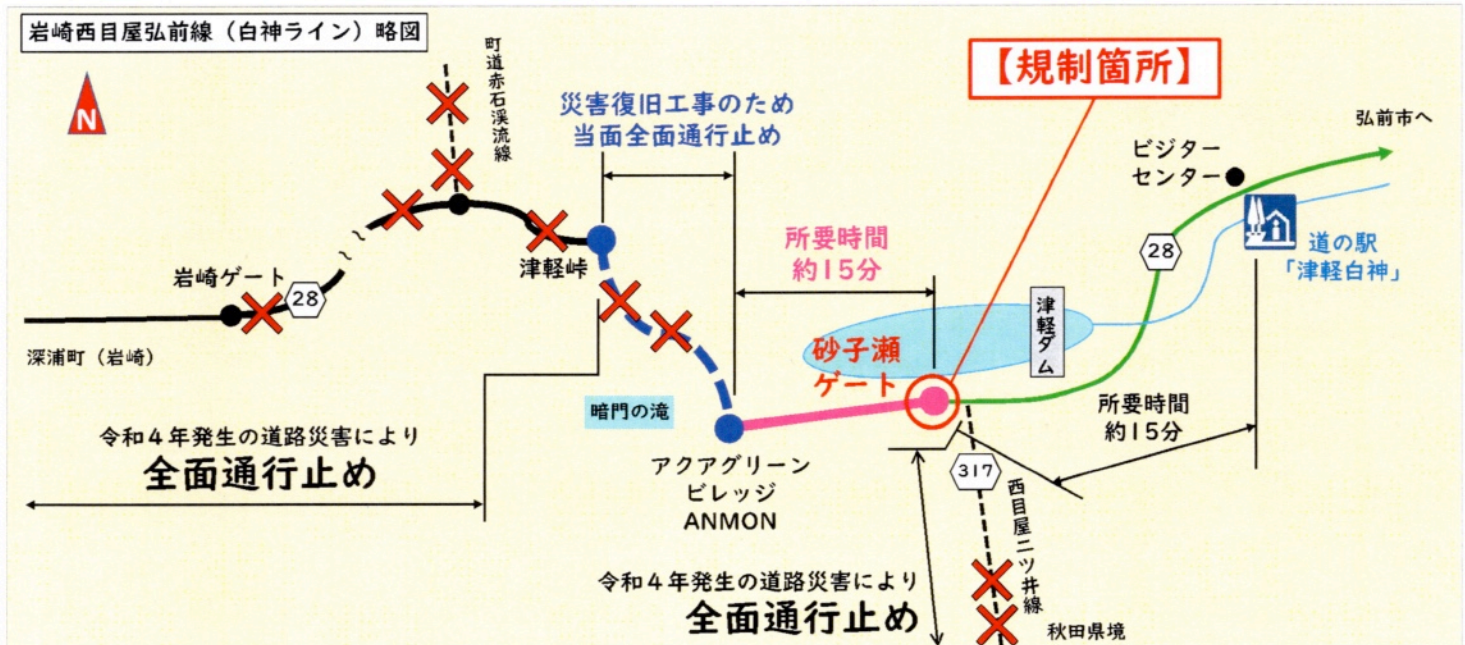 岩崎西目屋弘前線（白神ライン）略図
N
町道赤石渓流線
災害復旧工事のため
当面全面通行止め
【規制箇所】
弘前市へ
ビジター
センター
道の駅
「津軽白神」
28
所要時間
約15分
津軽ダム
砂子瀬
ゲート
津軽峠
岩崎ゲート
28
深浦町（岩崎）
暗門の滝
令和4年発生の道路災害により
全面通行止め
アクアグリーン
ビレッジ
ANMON
所要時間
約15分
317
西目屋二ツ井線
令和4年発生の道路災害により
全面通行止め
秋田県境